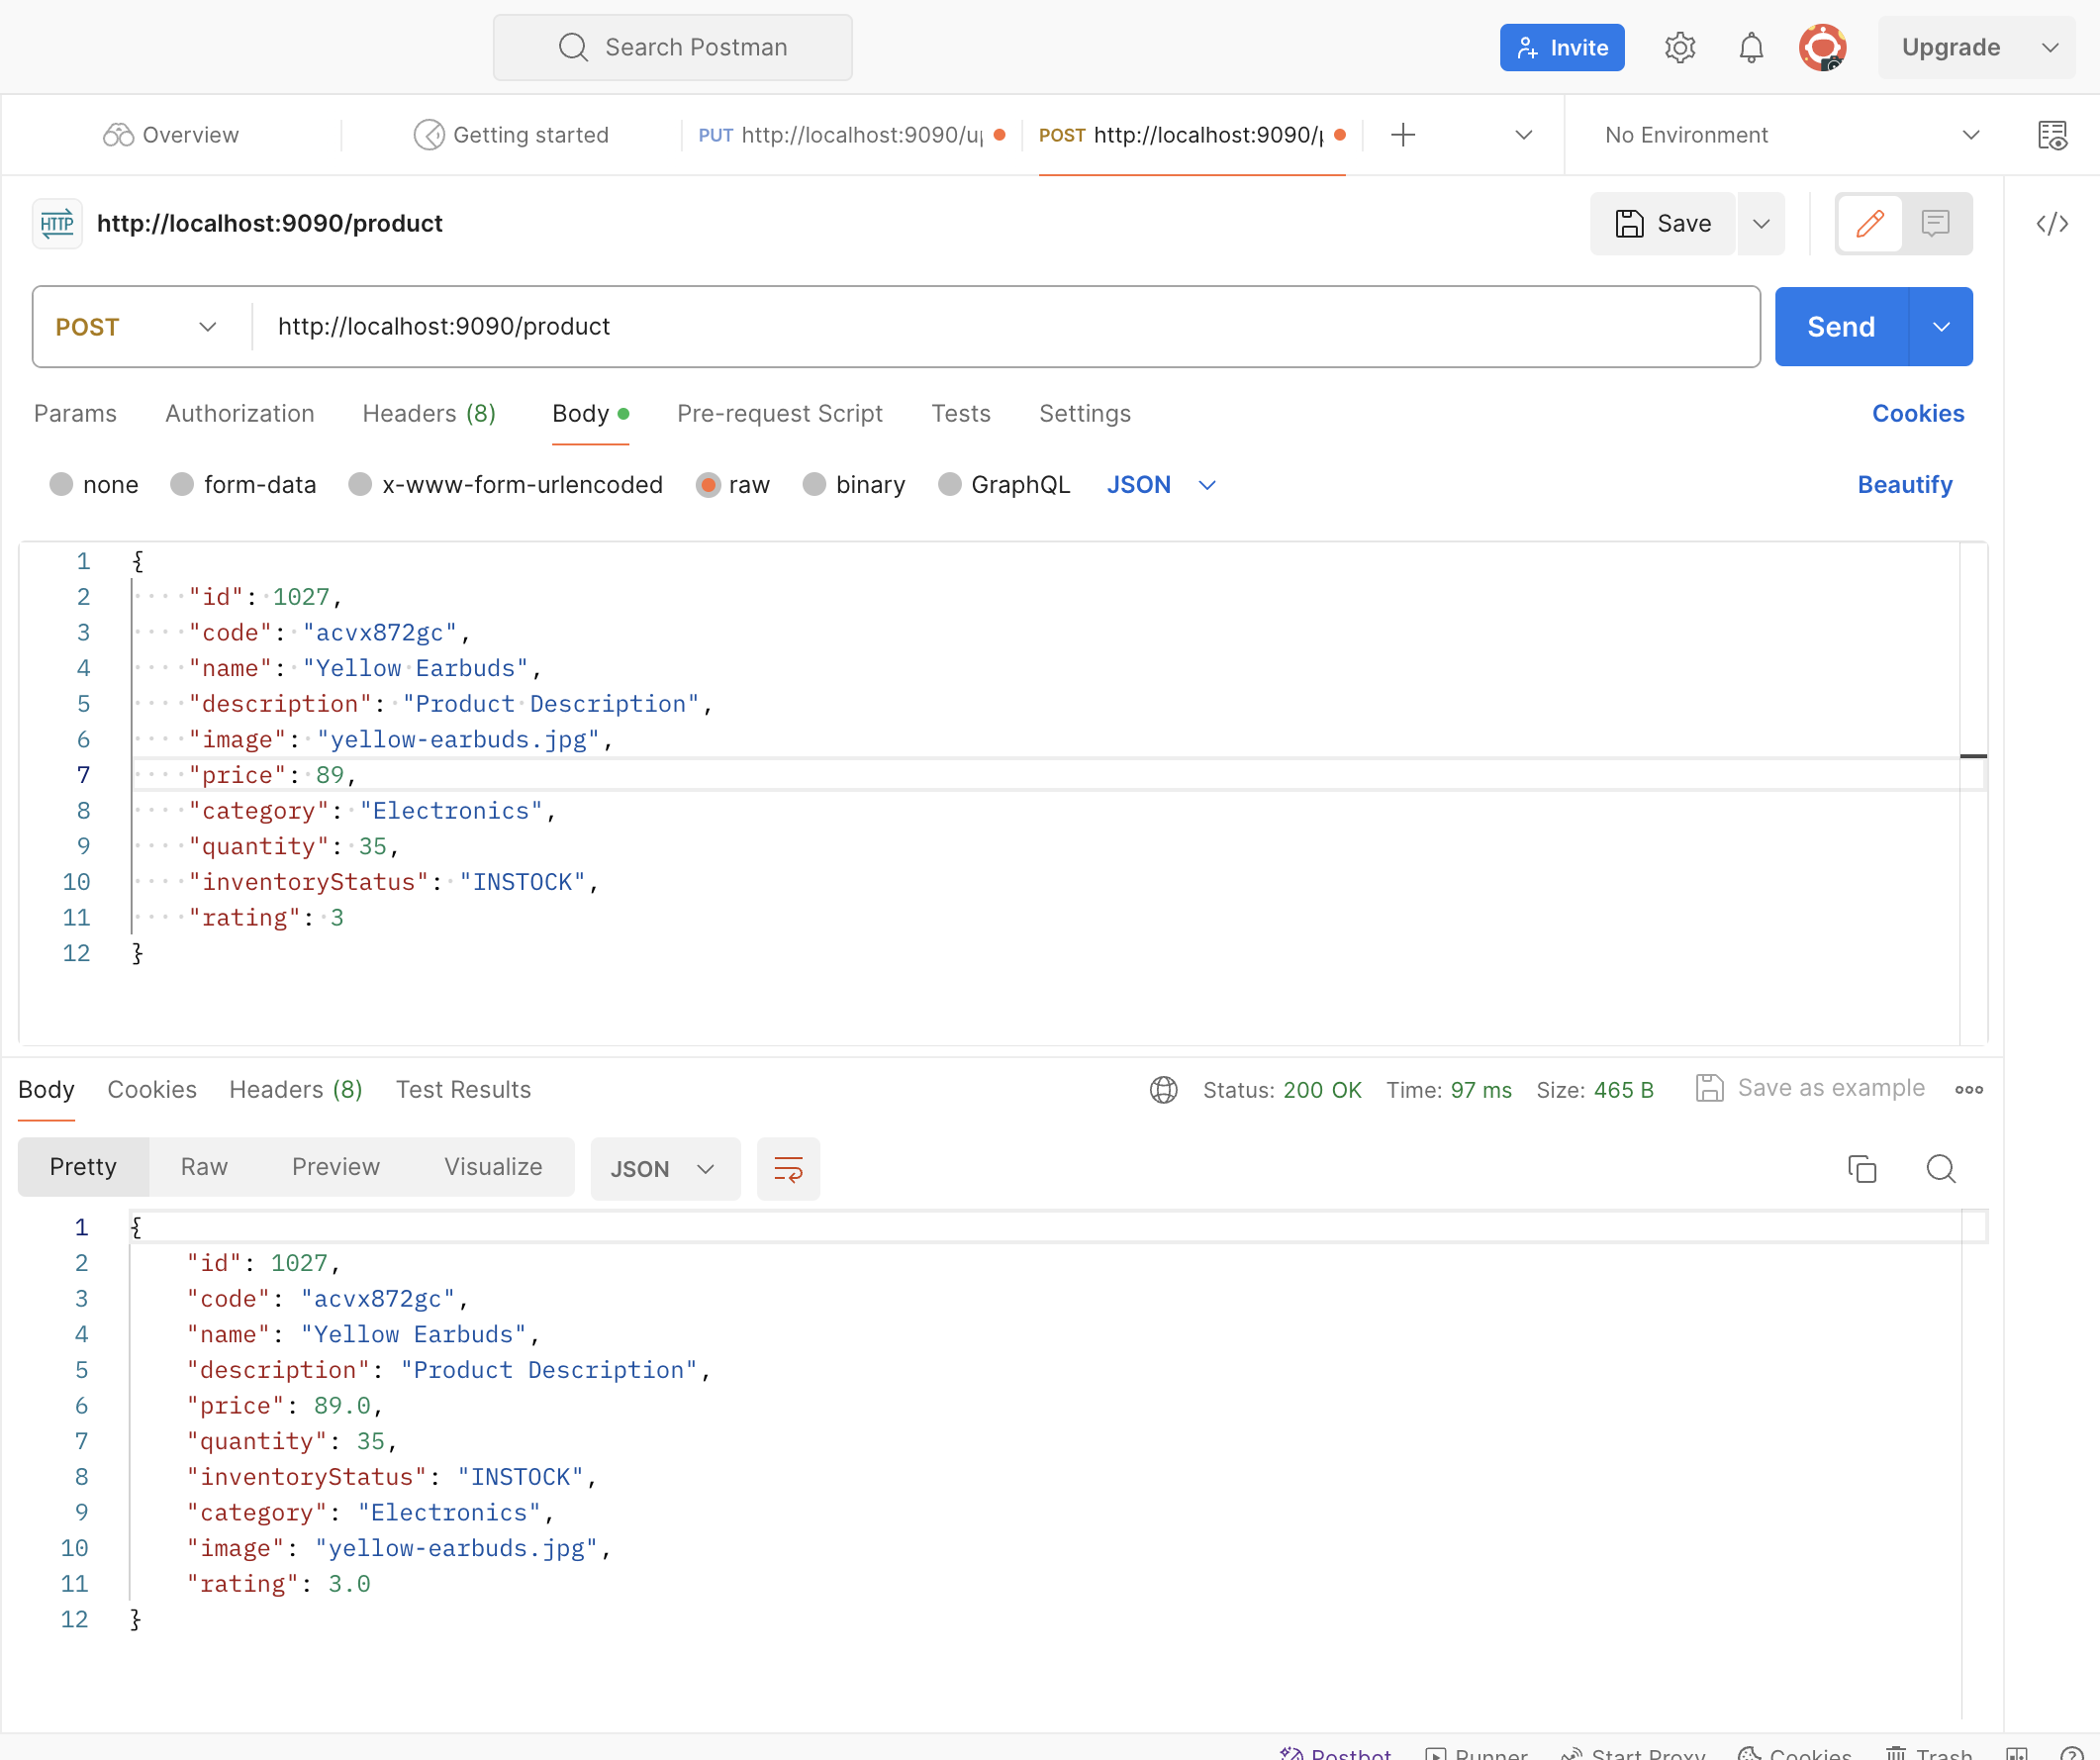 Search Postman
Invite
Upgrade
Overview
Getting started
PUT http://localhost:9090/u
POST http://localhost:9090/
No Environment
HTTP
http://localhost:9090/product
Save
POST
http://localhost:9090/product
Send
Params Authorization Headers (8) Body Pre-request Script Tests Settings Cookies
none form-data x-www-form-urlencoded raw binary GraphQL JSON Beautify
1 {
2 "id": 1027,
3 "code": "acvx872gc",
4 "name": "Yellow Earbuds",
5 "description": "Product Description",
6 "image": "yellow-earbuds.jpg",
7 "price": 89,
8 "category": "Electronics",
9 "quantity": 35,
10 "inventoryStatus": "INSTOCK",
11 "rating": 3
12 }
Body Cookies Headers (8) Test Results Status: 200 OK Time: 97 ms Size: 465 B Save as example
Pretty Raw Preview Visualize JSON
1 {
2 "id": 1027,
3 "code": "acvx872gc",
4 "name": "Yellow Earbuds",
5 "description": "Product Description",
6 "price": 89.0,
7 "quantity": 35,
8 "inventoryStatus": "INSTOCK",
9 "category": "Electronics",
10 "image": "yellow-earbuds.jpg",
11 "rating": 3.0
12 }
Postbot Runner Start Proxy Cookies Trash